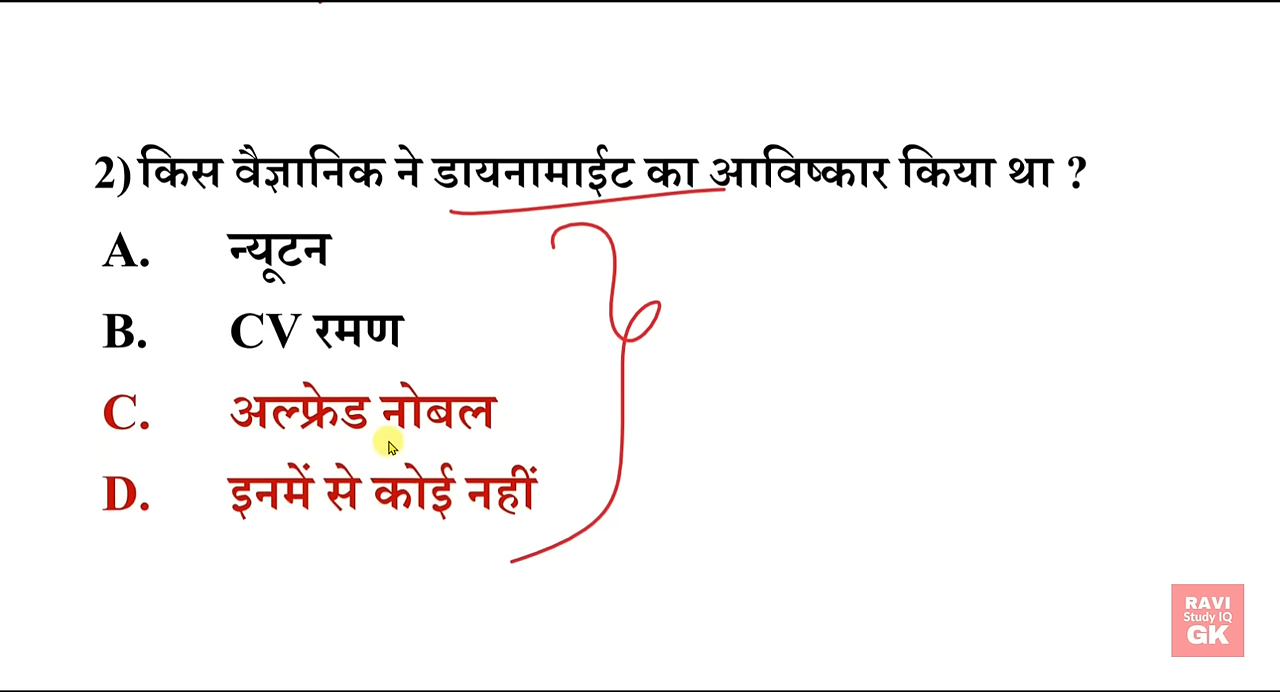 2) किस वैज्ञानिक ने डायनामाईट का आविष्कार किया था ?
A. न्यूटन
B. CV रमण
C. अल्फ्रेड नोबल
D. इनमें से कोई नहीं
RAVI
Study IQ
GK